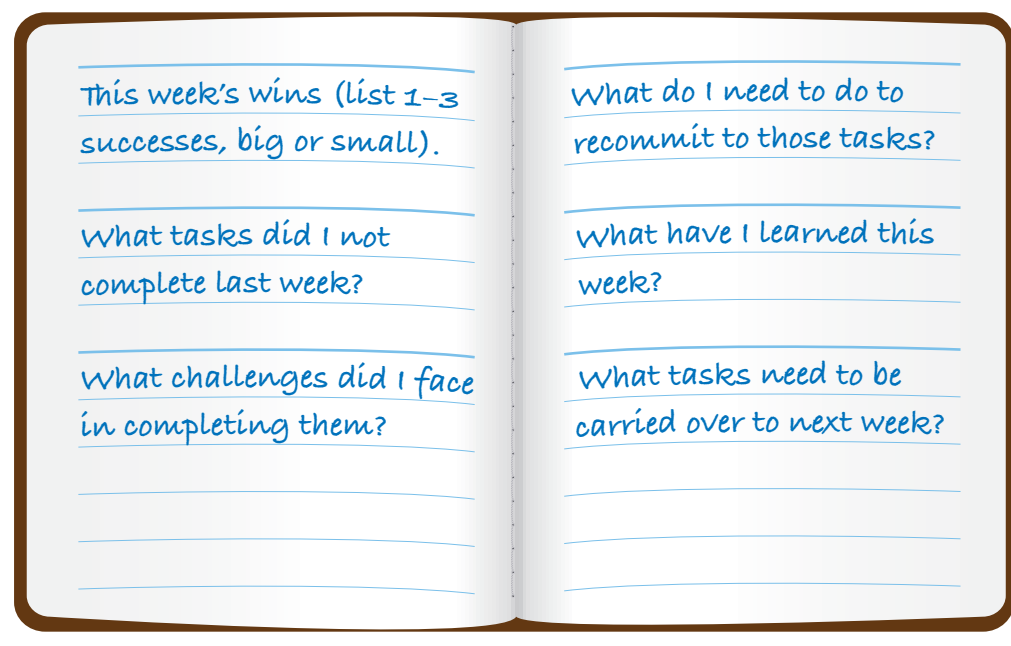 This week's wins (list 1–3
successes, big or small).
What tasks did I not
complete last week?
What challenges did I face
in completing them?
What do I need to do to
recommit to those tasks?
What have I learned this
week?
What tasks need to be
carried over to next week?